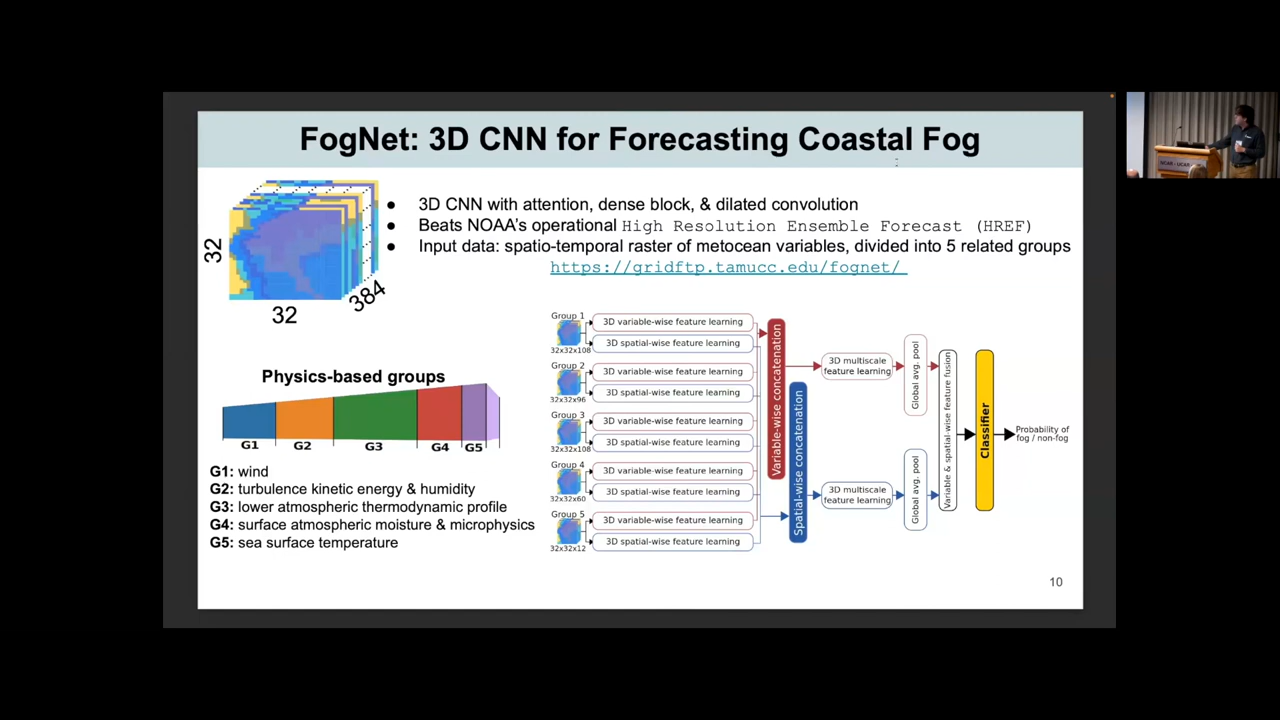 FogNet: 3D CNN for Forecasting Coastal Fog
32
32
384
● 3D CNN with attention, dense block, & dilated convolution
● Beats NOAA's operational High Resolution Ensemble Forecast (HREF)
● Input data: spatio-temporal raster of metocean variables, divided into 5 related groups
https://gridftp.tamucc.edu/fognet/
Physics-based groups
G1 G2 G3 G4 G5
G1: wind
G2: turbulence kinetic energy & humidity
G3: lower atmospheric thermodynamic profile
G4: surface atmospheric moisture & microphysics
G5: sea surface temperature
Group 1
32x32x108
3D variable-wise feature learning
3D spatial-wise feature learning
Group 2
32x32x96
3D variable-wise feature learning
3D spatial-wise feature learning
Group 3
32x32x108
3D variable-wise feature learning
3D spatial-wise feature learning
Group 4
32x32x60
3D variable-wise feature learning
3D spatial-wise feature learning
Group 5
32x32x12
3D variable-wise feature learning
3D spatial-wise feature learning
Variable-wise concatenation
Spatial-wise concatenation
3D multiscale
feature learning
3D multiscale
feature learning
Global avg. pool
Global avg. pool
Variable & spatial-wise feature fusion
Classifier
Probability of
fog / non-fog
10